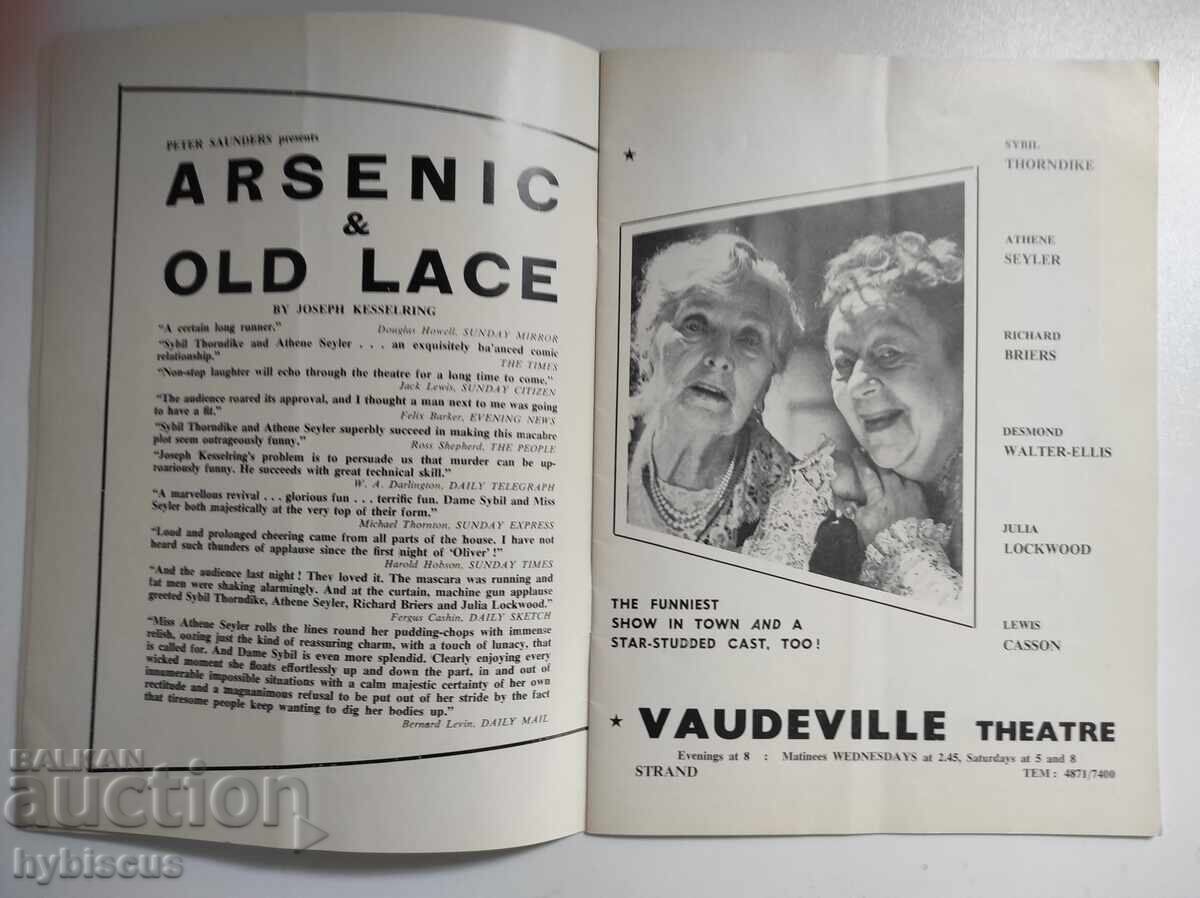 PETER SAUNDERS presents
ARSENIC
&
OLD LACE
BY JOSEPH KESSELRING
"A certain long runner."
Douglas Howell, SUNDAY MIRROR
"Sybil Thorndike and Athene Seyler . . . an exquisitely ba'anced comic
relationship."
THE TIMES
"Non-stop laughter will echo through the theatre for a long time to come."
Jack Lewis, SUNDAY CITIZEN
"The audience roared its approval, and I thought a man next to me was going
to have a fit."
Felix Barker, EVENING NEWS
"Sybil Thorndike and Athene Seyler superbly succeed in making this macabre
plot seem outrageously funny."
Ross Shepherd, THE PEOPLE
"Joseph Kesselring's problem is to persuade us that murder can be up-
roariously funny. He succeeds with great technical skill."
W. A. Darlington, DAILY TELEGRAPH
"A marvellous revival . . . glorious fun . . . terrific fun. Dame Sybil and Miss
Seyler both majestically at the very top of their form."
Michael Thornton, SUNDAY EXPRESS
"Loud and prolonged cheering came from all parts of the house. I have not
heard such thunders of applause since the first night of 'Oliver'!"
Harold Hobson, SUNDAY TIMES
"And the audience last night! They loved it. The mascara was running and
fat men were shaking alarmingly. And at the curtain, machine gun applause
greeted Sybil Thorndike, Athene Seyler, Richard Briers and Julia Lockwood."
Fergus Cashin, DAILY SKETCH
"Miss Athene Seyler rolls the lines round her pudding-chops with immense
relish, oozing just the kind of reassuring charm, with a touch of lunacy, that
is called for. And Dame Sybil is even more splendid. Clearly enjoying every
wicked moment she floats effortlessly up and down the part, in and out of
innumerable impossible situations with a calm majestic certainty of her own
rectitude and a magnanimous refusal to be put out of her stride by the fact
that tiresome people keep wanting to dig her bodies up."
Bernard Levin, DAILY MAIL
SYBIL
THORNDIKE
ATHENE
SEYLER
RICHARD
BRIERS
DESMOND
WALTER-ELLIS
JULIA
LOCKWOOD
LEWIS
CASSON
THE FUNNIEST
SHOW IN TOWN AND A
STAR-STUDDED CAST, TOO!
VAUDEVILLE THEATRE
Evenings at 8 : Matinees WEDNESDAYS at 2.45, Saturdays at 5 and 8
STRAND TEM : 4871/7400
BALKAN
auction
hybiscus